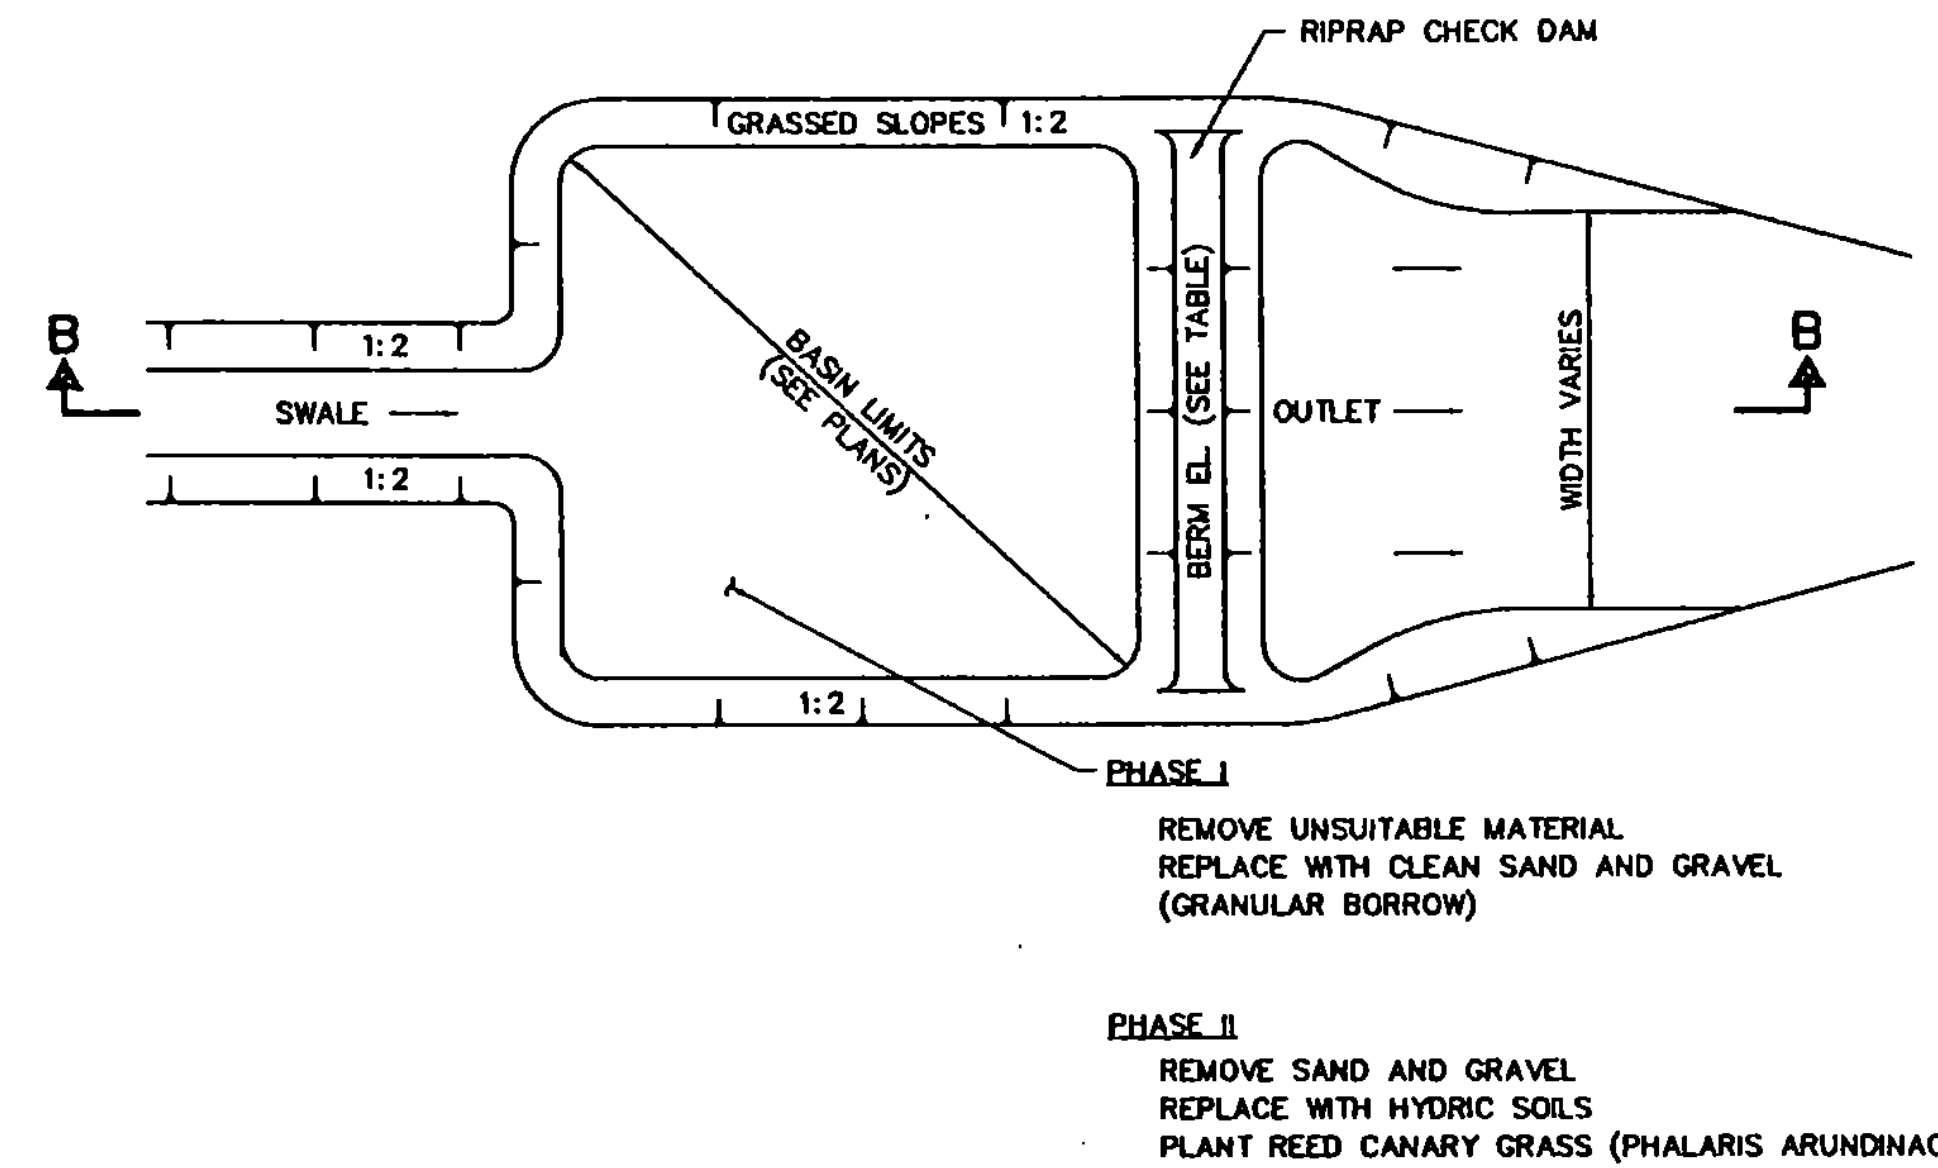 RIPRAP CHECK DAM
GRASSED SLOPES 1:2
B
1:2
SWALE
1:2
BASIN LIMITS
(SEE PLANS)
BERM EL (SEE TABLE)
OUTLET
WIDTH VARIES
B
1:2
PHASE I
REMOVE UNSUITABLE MATERIAL
REPLACE WITH CLEAN SAND AND GRAVEL
(GRANULAR BORROW)
PHASE II
REMOVE SAND AND GRAVEL
REPLACE WITH HYDRIC SOILS
PLANT REED CANARY GRASS (PHALARIS ARUNDINAC